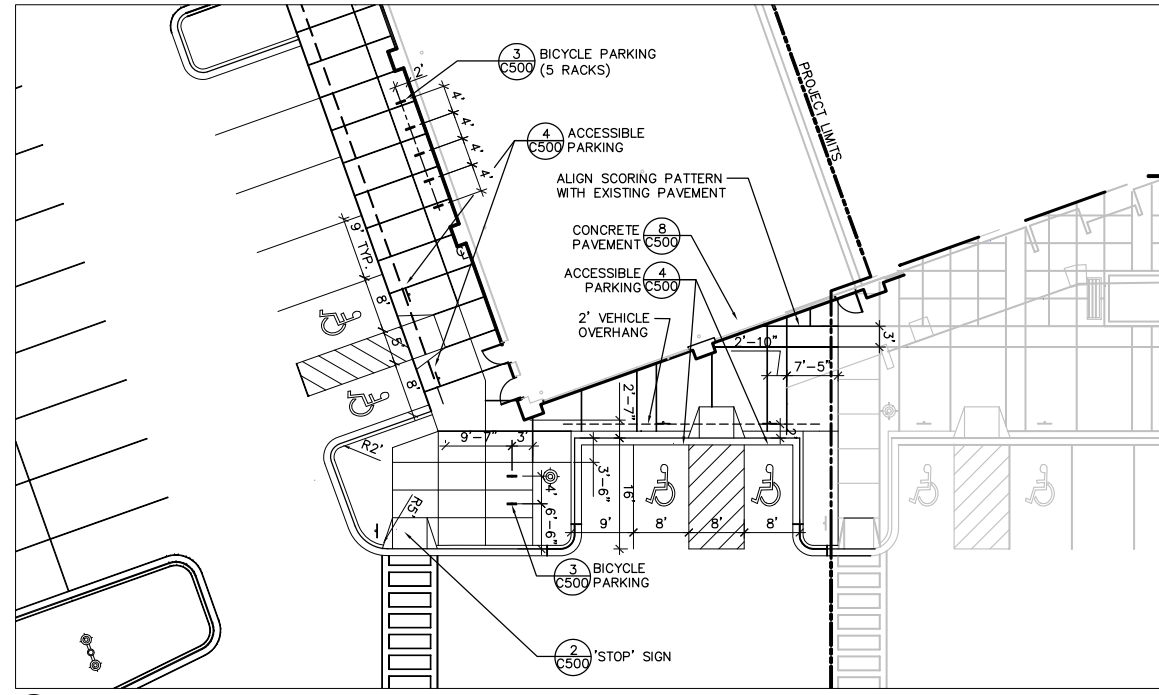 3
C500
BICYCLE PARKING
(5 RACKS)
2'
4'
4'
4'
4'
4
C500
ACCESSIBLE
PARKING
PROJECT LIMITS
ALIGN SCORING PATTERN
WITH EXISTING PAVEMENT
CONCRETE
PAVEMENT
8
C500
ACCESSIBLE
PARKING
4
C500
2' VEHICLE
OVERHANG
9' TYP.
8'
5'
8'
3'
2'-10"
7'-5"
3'
2'-7"
2'
R2'
9'-7"
3'
3'-6"
16'
4'
6'-6"
R5'
9'
8'
8'
8'
3
C500
BICYCLE
PARKING
2
C500
'STOP' SIGN